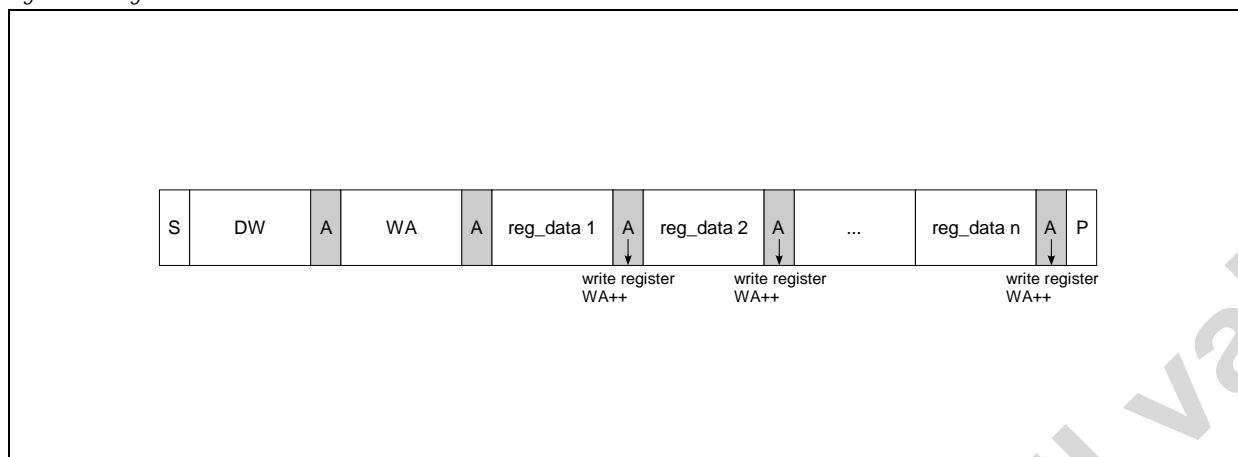 S DW A WA A reg_data 1 A reg_data 2 A ... reg_data n A P
write register write register write register
WA++ WA++ WA++